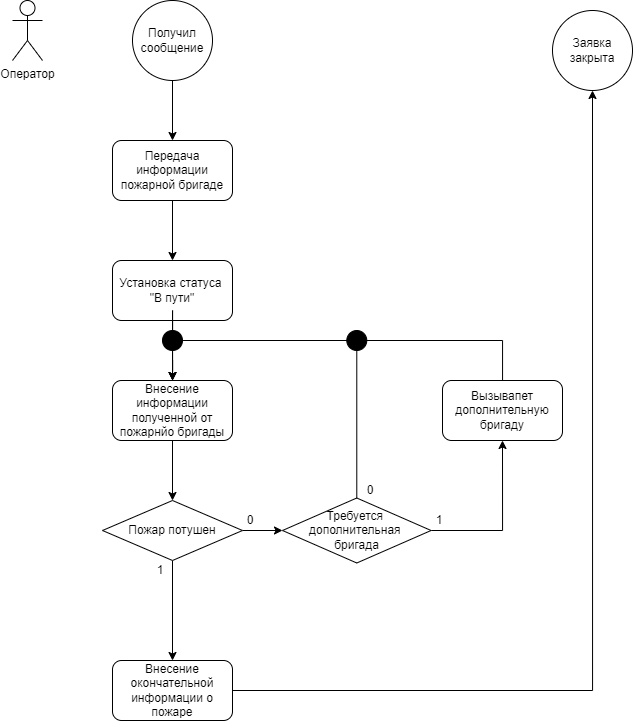 Оператор
Получил
сообщение
Заявка
закрыта
Передача
информации
пожарной бригаде
Установка статуса
"В пути"
Внесение
информации
полученной от
пожарнйо бригады
Вызывапет
дополнительную
бригаду
Пожар потушен
0
Требуется
дополнительная
бригада
0
1
1
Внесение
окончательной
информации о
пожаре